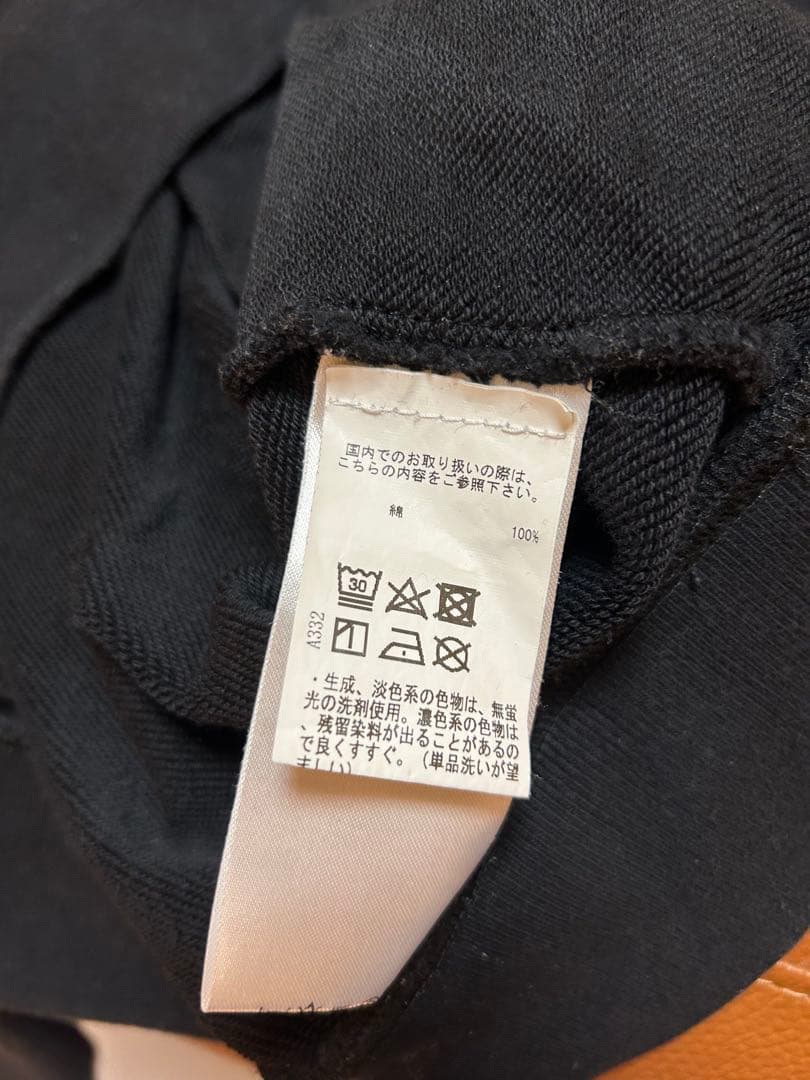 国内でのお取り扱いの際は、
こちらの内容をご参照下さい。
綿 100%
30
A332
・生成、淡色系の色物は、無蛍
光の洗剤使用。濃色系の色物は
、残留染料が出ることがあるの
で良くすすぐ。（単品洗いが望
ましい）